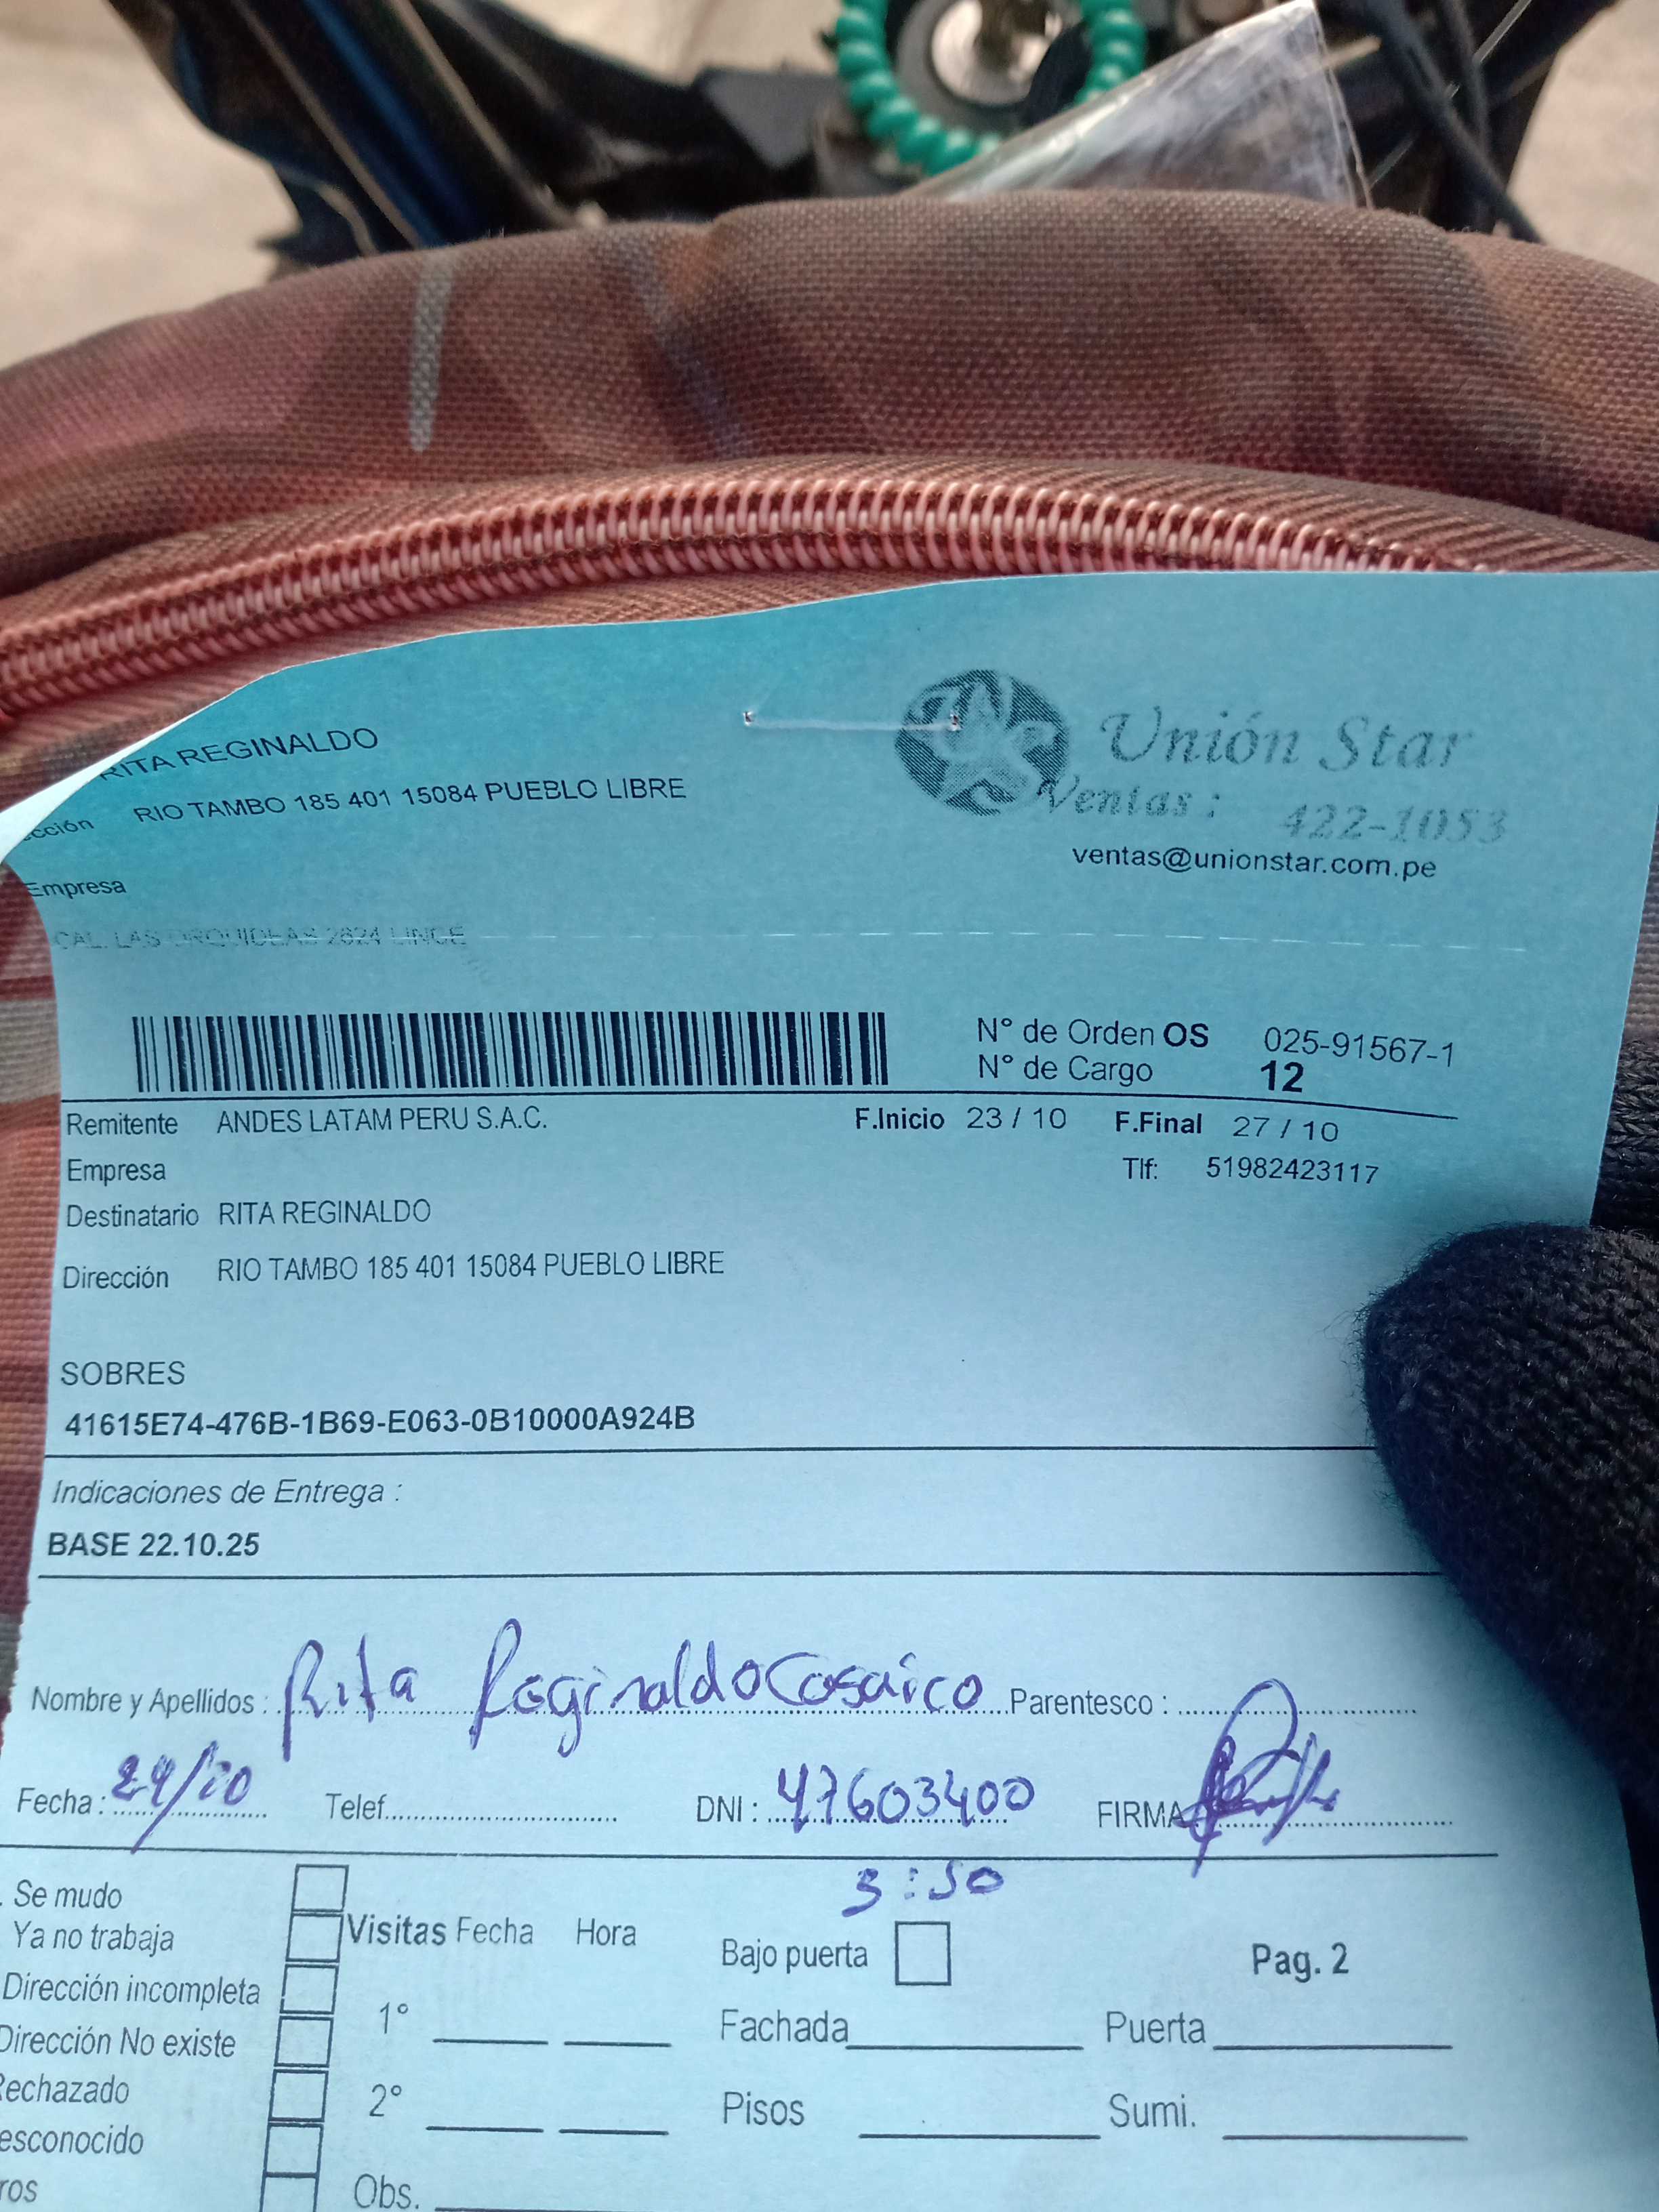 RITA REGINALDO
RIO TAMBO 185 401 15084 PUEBLO LIBRE
Unión Star
Ventas : 422-1053
ventas@unionstar.com.pe
Empresa
CAL. LAS ORQUIDEAS 2624 LINCE
N° de Orden OS 025-91567-1
N° de Cargo 12
Remitente ANDES LATAM PERU S.A.C. F.Inicio 23 / 10 F.Final 27 / 10
Empresa Tlf: 51982423117
Destinatario RITA REGINALDO
Dirección RIO TAMBO 185 401 15084 PUEBLO LIBRE
SOBRES
41615E74-476B-1B69-E063-0B10000A924B
Indicaciones de Entrega :
BASE 22.10.25
Nombre y Apellidos : Rita Reginaldo Parentesco :
Fecha : 24/10 Telef. DNI : 47603400 FIRMA
3:50
Se mudo
Ya no trabaja Visitas Fecha Hora Bajo puerta Pag. 2
Dirección incompleta
1° Fachada Puerta
Dirección No existe
Rechazado 2° Pisos Sumi.
esconocido
ros Obs.